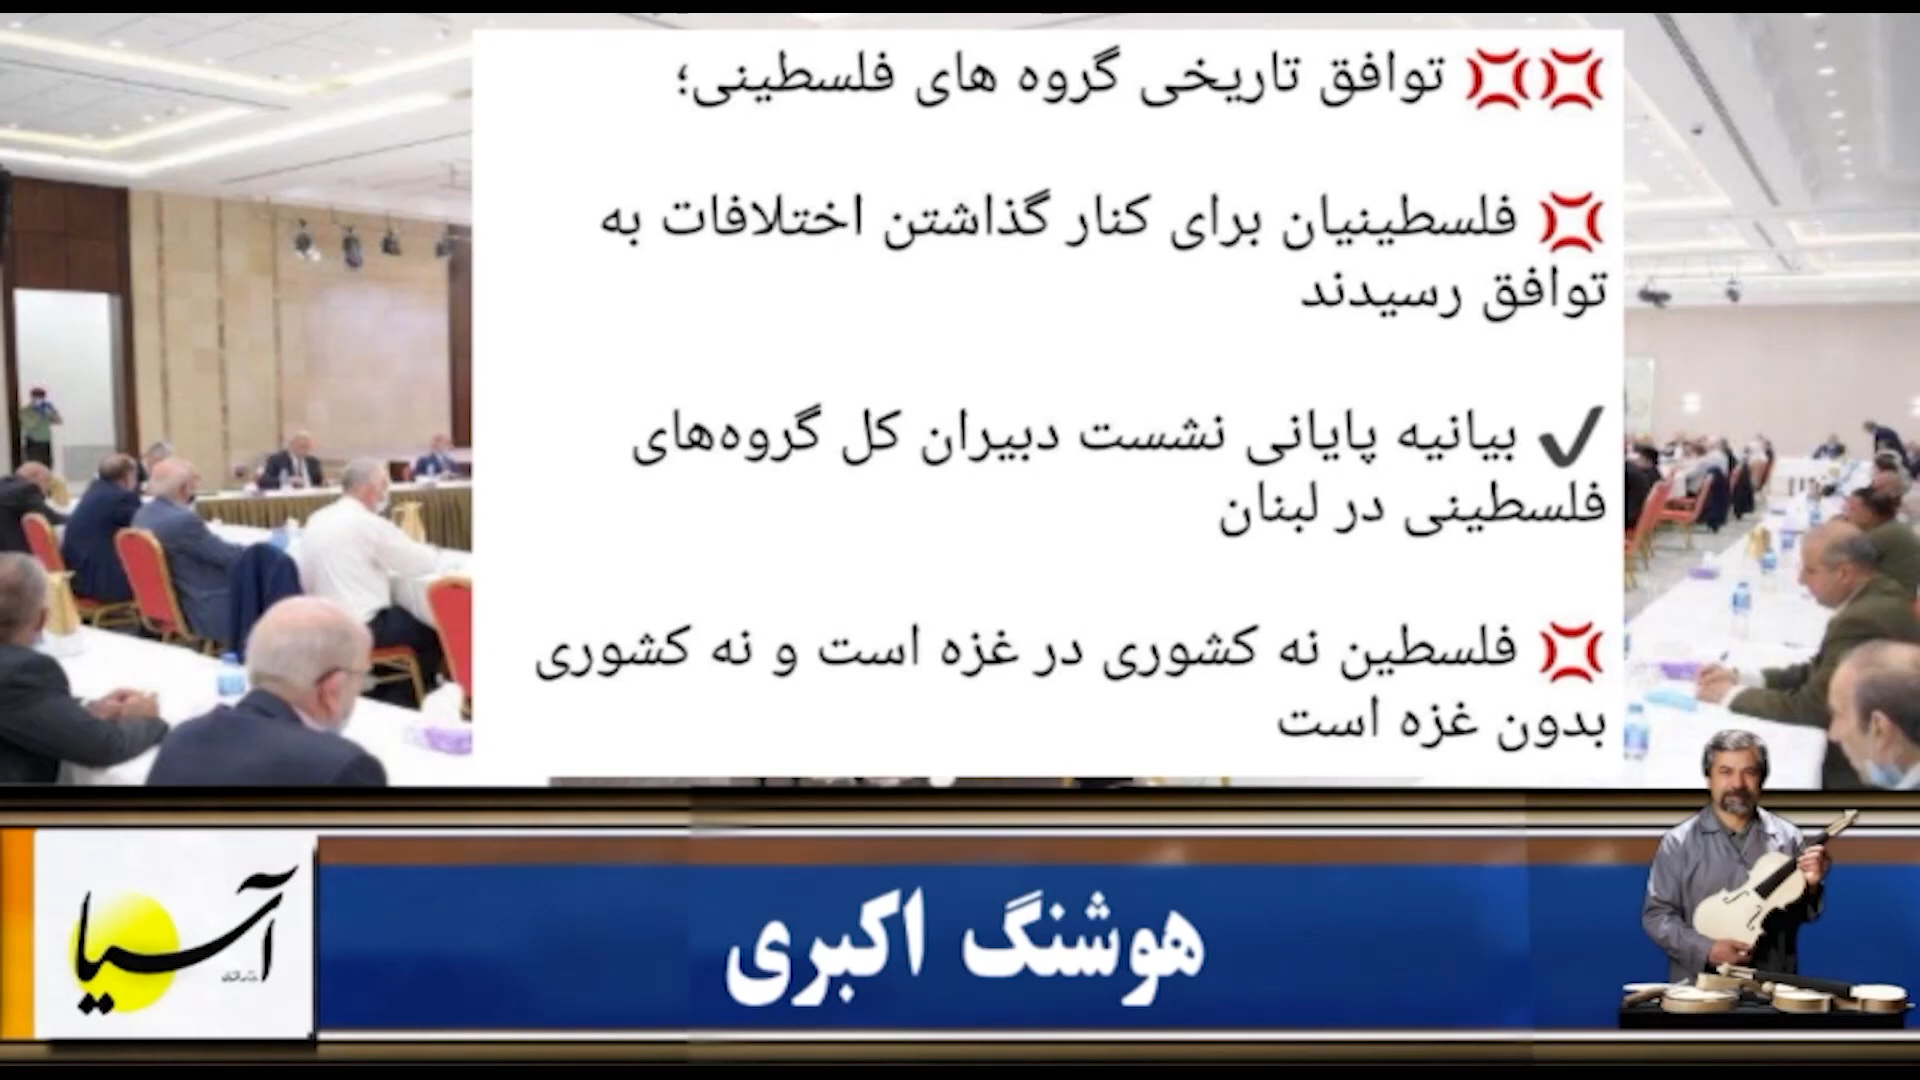 💢💢 توافق تاریخی گروه های فلسطینی؛
💢 فلسطینیان برای کنار گذاشتن اختلافات به
توافق رسیدند
✔ بیانیه پایانی نشست دبیران کل گروه‌های
فلسطینی در لبنان
💢 فلسطین نه کشوری در غزه است و نه کشوری
بدون غزه است
آسیا
هوشنگ اکبری